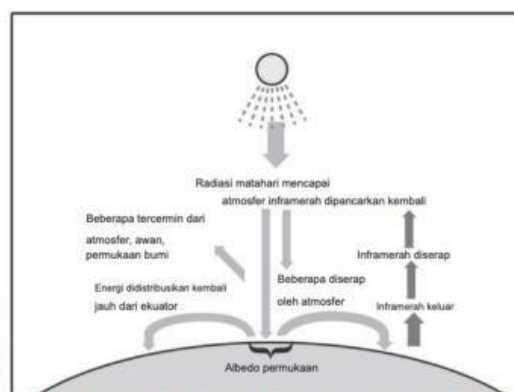 Radiasi matahari mencapai
atmosfer inframerah dipancarkan kembali
Beberapa tercermin dari
atmosfer, awan,
permukaan bumi
Inframerah diserap
Beberapa diserap
oleh atmosfer
Energi didistribusikan kembali
jauh dari ekuator
Inframerah keluar
Albedo permukaan